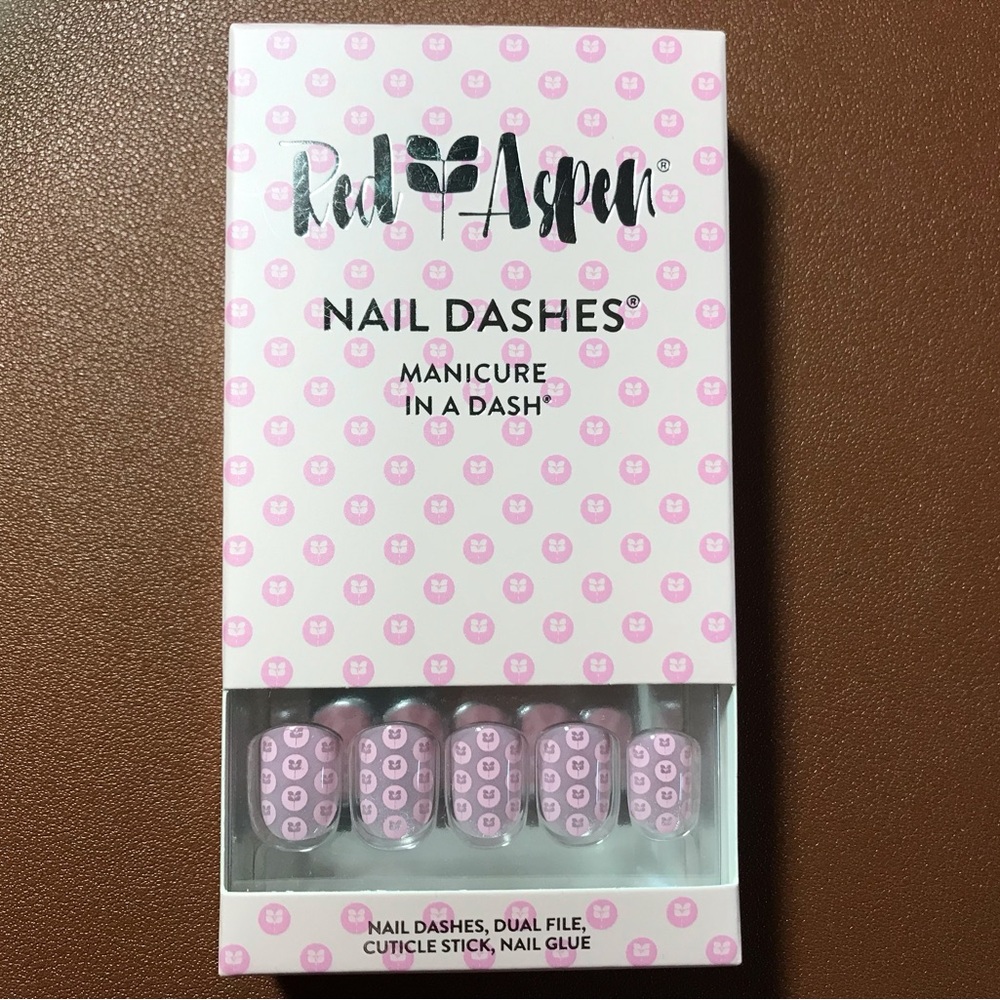 Red Aspen®
NAIL DASHES®
MANICURE
IN A DASH®
NAIL DASHES, DUAL FILE,
CUTICLE STICK, NAIL GLUE